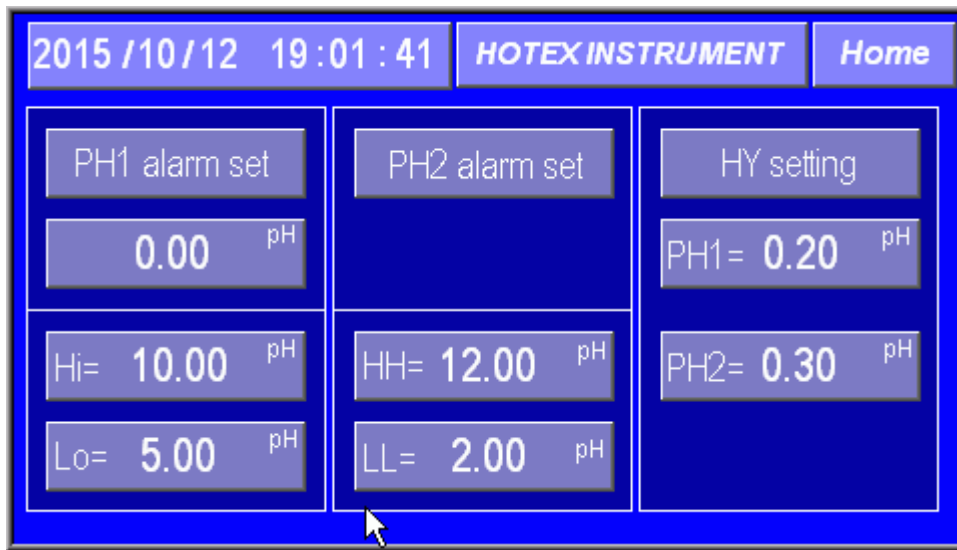 2015 /10 / 12 19 : 01 : 41 HOTEX INSTRUMENT Home
PH1 alarm set PH2 alarm set HY setting
0.00 pH PH1= 0.20 pH
Hi= 10.00 pH HH= 12.00 pH PH2= 0.30 pH
Lo= 5.00 pH LL= 2.00 pH